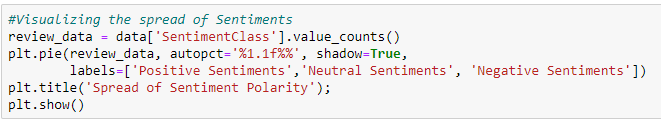 #Visualizing the spread of Sentiments
review_data = data['SentimentClass'].value_counts()
plt.pie(review_data, autopct='%1.1f%%', shadow=True,
        labels=['Positive Sentiments','Neutral Sentiments', 'Negative Sentiments'])
plt.title('Spread of Sentiment Polarity');
plt.show()